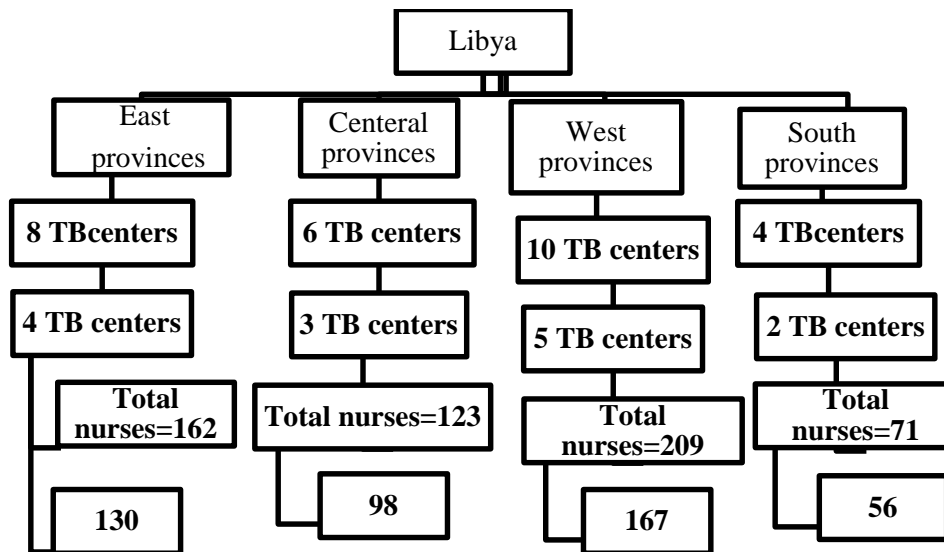 Libya
East
provinces
Centeral
provinces
West
provinces
South
provinces
8 TBcenters
6 TB centers
10 TB centers
4 TBcenters
4 TB centers
3 TB centers
5 TB centers
2 TB centers
Total
nurses=162
Total nurses=123
Total
nurses=209
Total
nurses=71
130
98
167
56